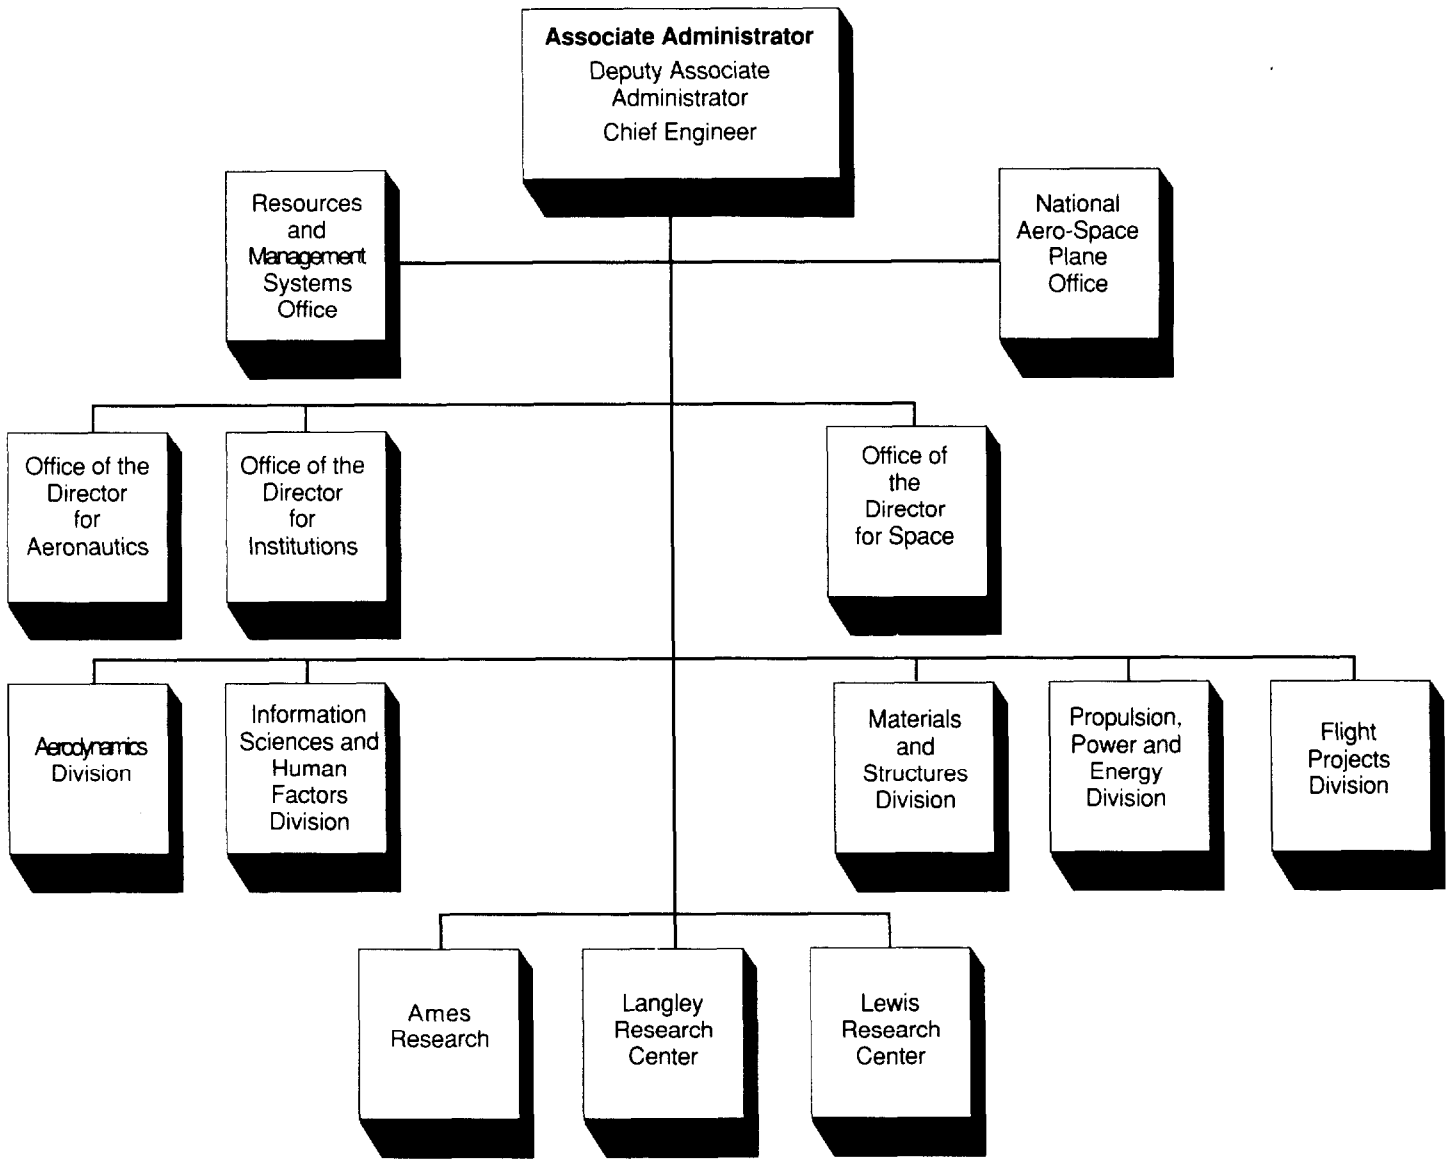 Associate Administrator
Deputy Associate
Administrator
Chief Engineer
Resources
and
Management
Systems
Office
National
Aero-Space
Plane
Office
Office of the
Director
for
Aeronautics
Office of the
Director
for
Institutions
Office of
the
Director
for Space
Aerodynamics
Division
Information
Sciences and
Human
Factors
Division
Materials
and
Structures
Division
Propulsion,
Power and
Energy
Division
Flight
Projects
Division
Ames
Research
Langley
Research
Center
Lewis
Research
Center